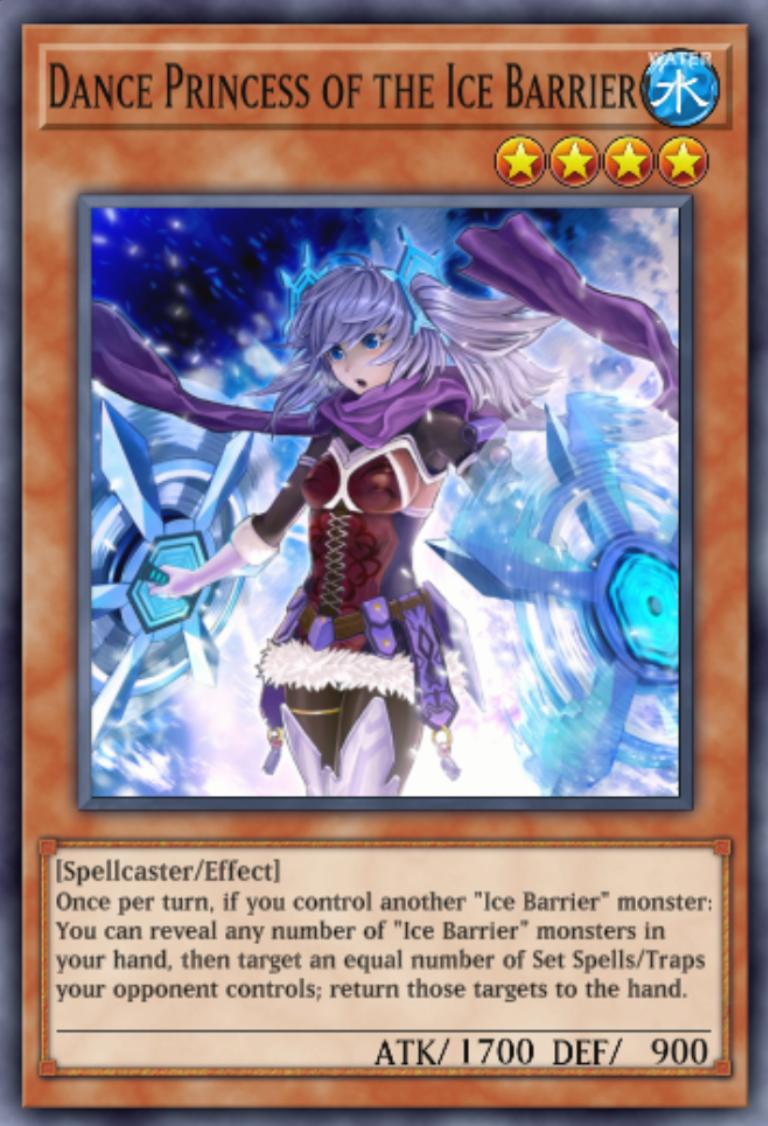 Dance Princess of the Ice Barrier
WATER
水
[Spellcaster/Effect]
Once per turn, if you control another "Ice Barrier" monster:
You can reveal any number of "Ice Barrier" monsters in
your hand, then target an equal number of Set Spells/Traps
your opponent controls; return those targets to the hand.
ATK/ 1700 DEF/ 900